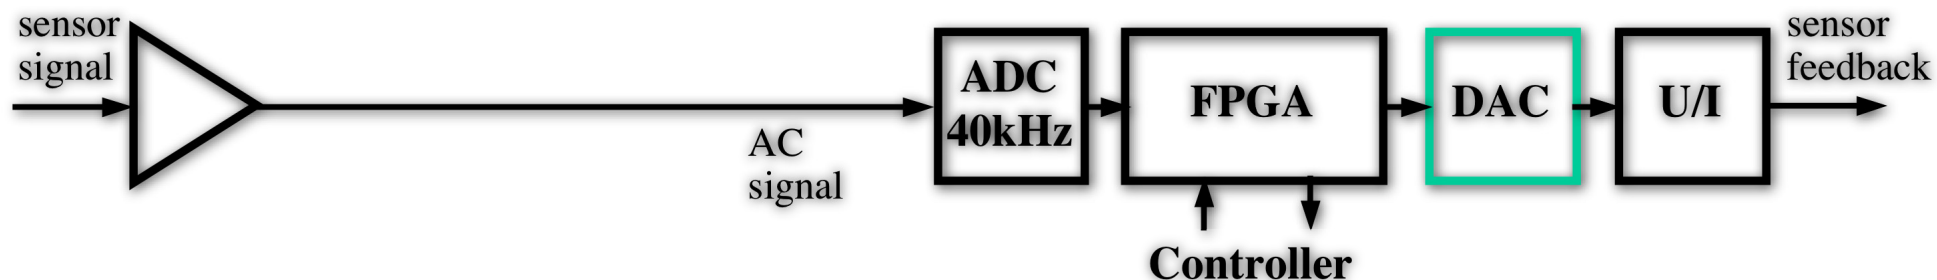 sensor
signal
AC
signal
ADC
40kHz
FPGA
Controller
DAC
U/I
sensor
feedback